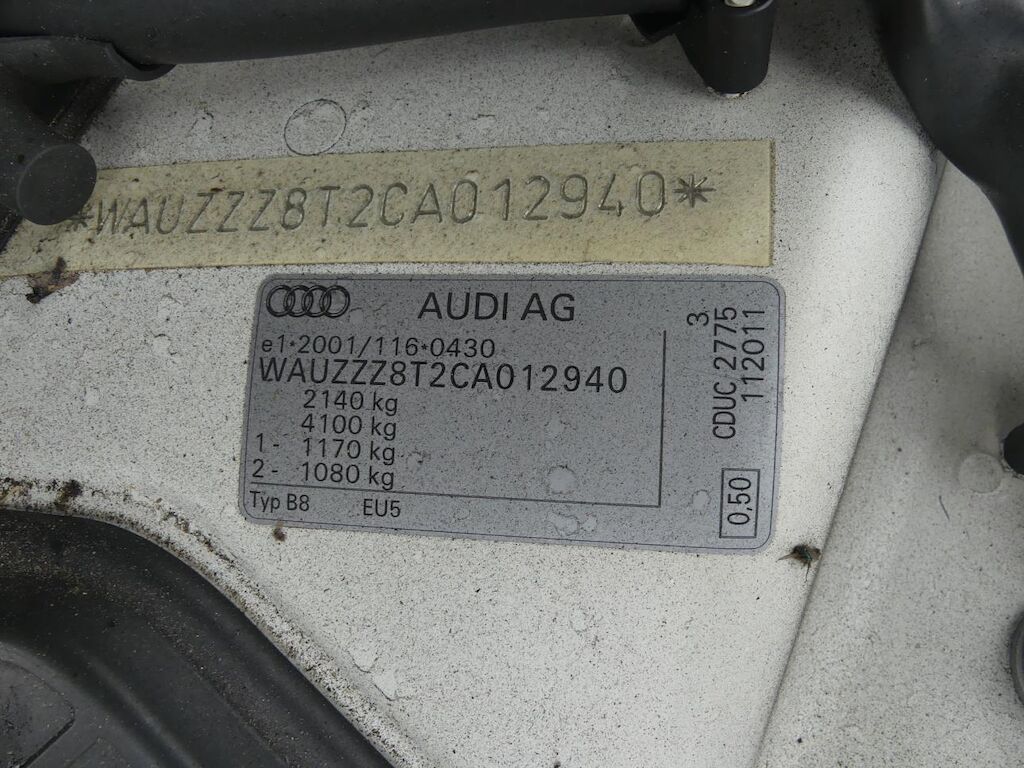 *WAUZZZ8T2CA012940*
AUDI AG
e1*2001/116*0430
WAUZZZ8T2CA012940
2140 kg
4100 kg
1- 1170 kg
2- 1080 kg
Typ B8 EU5
3.
CDUC 2775
112011
0,50